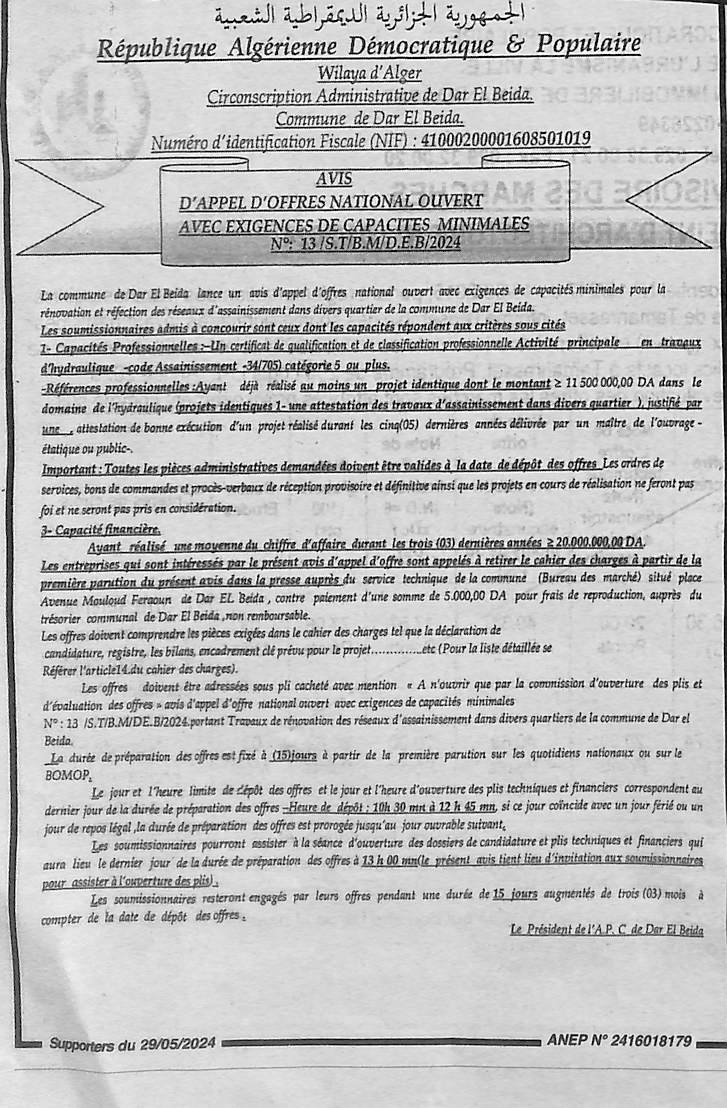 الجمهورية الجزائرية الديمقراطية الشعبية
République Algérienne Démocratique & Populaire
Wilaya d'Alger
Circonscription Administrative de Dar El Beida.
Commune de Dar El Beida.
Numéro d'identification Fiscale (NIF) : 41000200001608501019
AVIS
D'APPEL D'OFFRES NATIONAL OUVERT
AVEC EXIGENCES DE CAPACITES MINIMALES
N°: 13 /S.T/B.M/D.E.B/2024
La commune de Dar El Beida lance un avis d'appel d'offres national ouvert avec exigences de capacités minimales pour la
rénovation et réfection des réseaux d'assainissement dans divers quartier de la commune de Dar El Beida.
Les soumissionnaires admis à concourir sont ceux dont les capacités répondent aux critères sous cités
1- Capacités Professionnelles :-Un certificat de qualification et de classification professionnelle Activité principale en travaux
d'hydraulique -code Assainissement -34/705) catégorie 5 ou plus.
-Références professionnelles :Ayant déjà réalisé au moins un projet identique dont le montant ≥ 11 500 000,00 DA dans le
domaine de l'hydraulique (projets identiques 1- une attestation des travaux d'assainissement dans divers quartier ), justifié par
une , attestation de bonne exécution d'un projet réalisé durant les cinq(05) dernières années délivrée par un maître de l'ouvrage -
étatique ou public-.
Important : Toutes les pièces administratives demandées doivent être valides à la date de dépôt des offres Les ordres de
services, bons de commandes et procès-verbaux de réception provisoire et définitive ainsi que les projets en cours de réalisation ne feront pas
foi et ne seront pas pris en considération.
3- Capacité financière.
Ayant réalisé une moyenne du chiffre d'affaire durant les trois (03) dernières années ≥ 20.000.000,00 DA.
Les entreprises qui sont intéressés par le présent avis d'appel d'offre sont appelés à retirer le cahier des charges à partir de la
première parution du présent avis dans la presse auprès du service technique de la commune (Bureau des marché) situé place
Avenue Mouloud Feraoun de Dar EL Beida, contre paiement d'une somme de 5.000,00 DA pour frais de reproduction, auprès du
trésorier communal de Dar El Beida ,non remboursable.
Les offres doivent comprendre les pièces exigées dans le cahier des charges tel que la déclaration de
candidature, registre, les bilans, encadrement clé prévu pour le projet..............etc (Pour la liste détaillée se
Référer l'article14.du cahier des charges).
Les offres doivent être adressées sous pli cacheté avec mention « A n'ouvrir que par la commission d'ouverture des plis et
d'évaluation des offres » avis d'appel d'offre national ouvert avec exigences de capacités minimales
N° : 13 /S.T/B.M/DE.B/2024.portant Travaux de rénovation des réseaux d'assainissement dans divers quartiers de la commune de Dar el
Beida.
La durée de préparation des offres est fixé à (15)jours à partir de la première parution sur les quotidiens nationaux ou sur le
BOMOP.
Le jour et l'heure limite de dépôt des offres et le jour et l'heure d'ouverture des plis techniques et financiers correspondent au
dernier jour de la durée de préparation des offres -Heure de dépôt : 10h 30 mn à 12 h 45 mn, si ce jour coïncide avec un jour férié ou un
jour de repos légal ,la durée de préparation des offres est prorogée jusqu'au jour ouvrable suivant.
Les soumissionnaires pourront assister à la séance d'ouverture des dossiers de candidature et plis techniques et financiers qui
aura lieu le dernier jour de la durée de préparation des offres à 13 h 00 mn(le présent avis tient lieu d'invitation aux soumissionnaires
pour assister à l'ouverture des plis) .
Les soumissionnaires resteront engagés par leurs offres pendant une durée de 15 jours augmentés de trois (03) mois à
compter de la date de dépôt des offres .
Le Président de l'A.P. C de Dar El Beida
Supporters du 29/05/2024
ANEP N° 2416018179